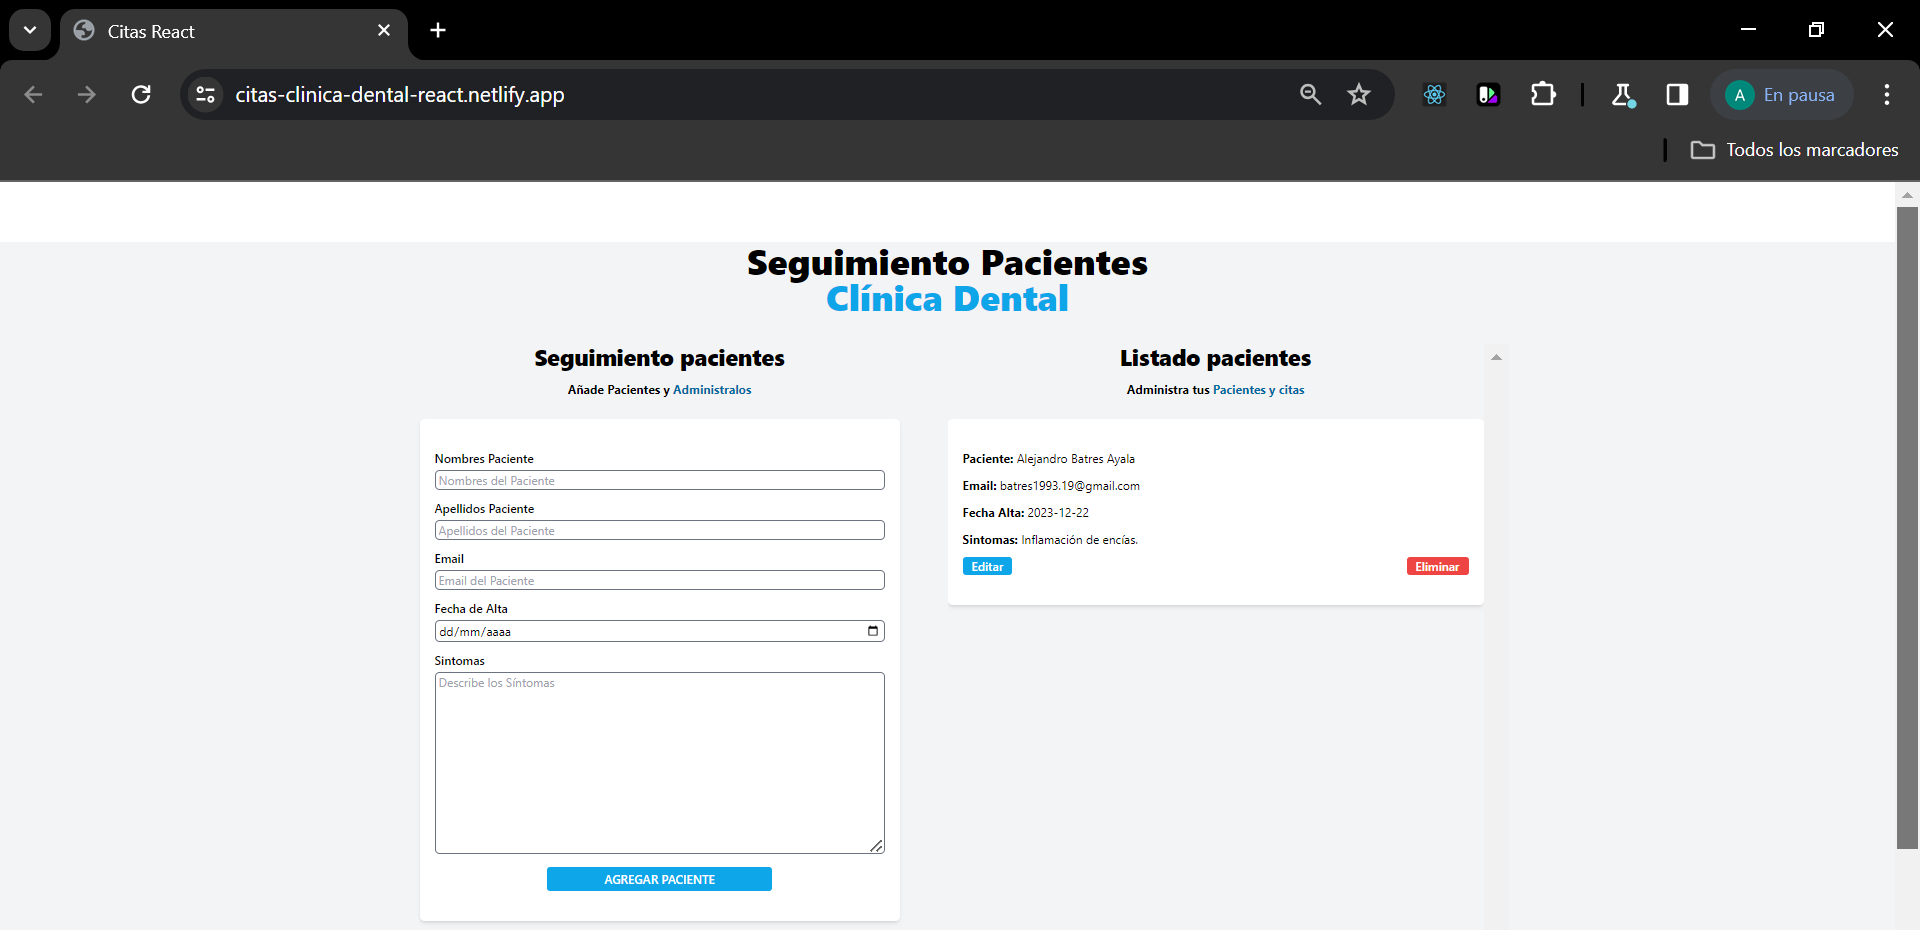 Citas React
citas-clinica-dental-react.netlify.app
A
En pausa
Todos los marcadores
Seguimiento Pacientes
Clínica Dental
Seguimiento pacientes
Añade Pacientes y Administralos
Nombres Paciente
Nombres del Paciente
Apellidos Paciente
Apellidos del Paciente
Email
Email del Paciente
Fecha de Alta
dd/mm/aaaa
Sintomas
Describe los Síntomas
AGREGAR PACIENTE
Listado pacientes
Administra tus Pacientes y citas
Paciente: Alejandro Batres Ayala
Email: batres1993.19@gmail.com
Fecha Alta: 2023-12-22
Sintomas: Inflamación de encías.
Editar
Eliminar